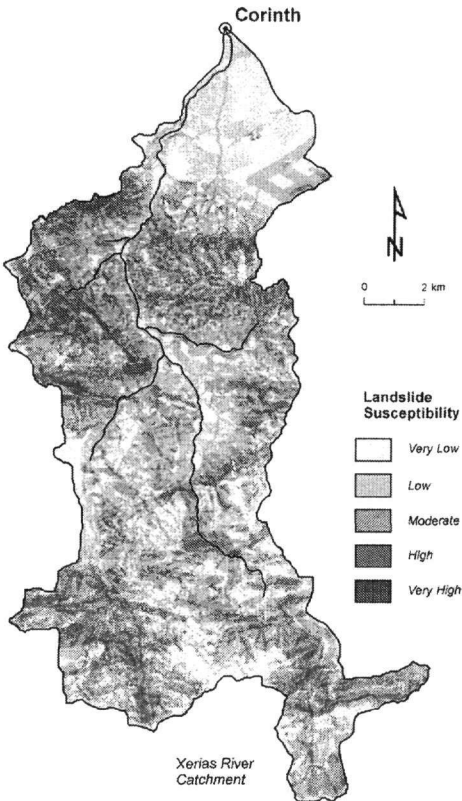 Corinth
N
0 2 km
Landslide
Susceptibility
Very Low
Low
Moderate
High
Very High
Xerias River
Catchment